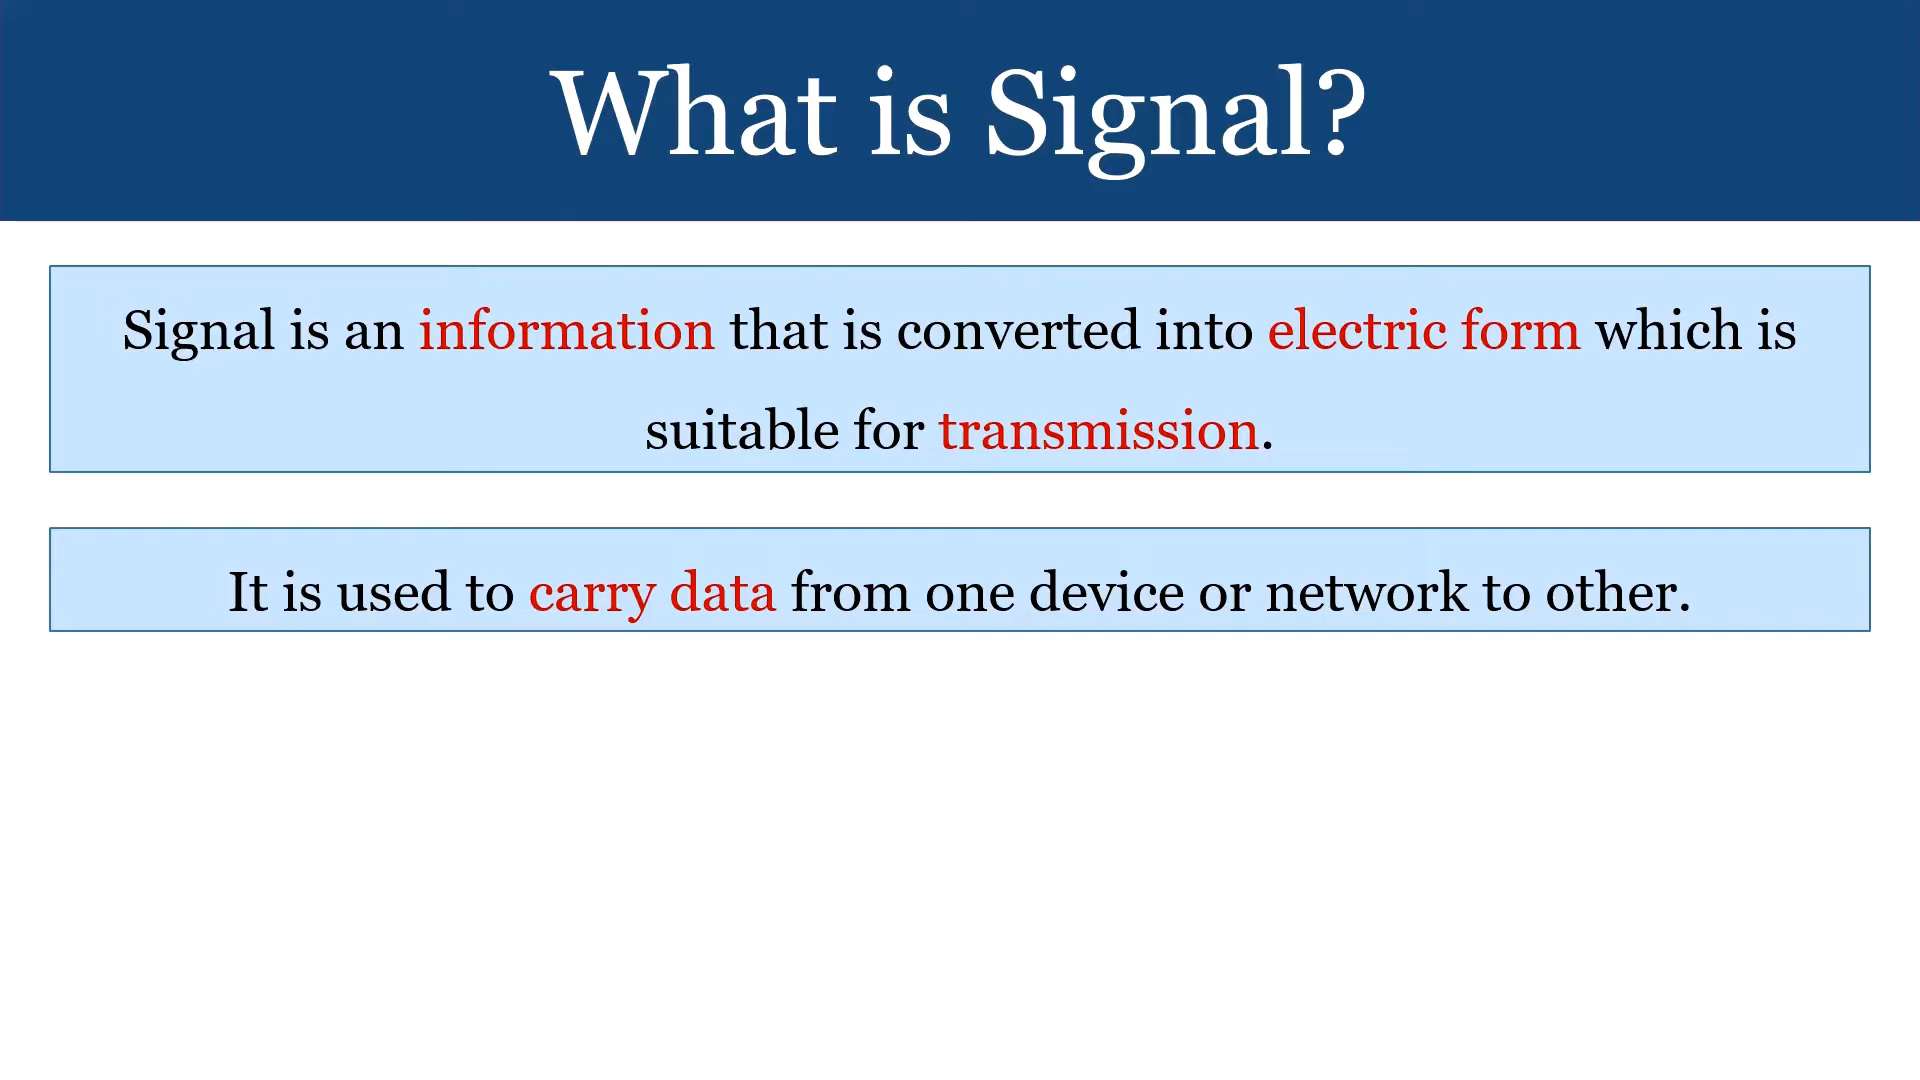 What is Signal?
Signal is an information that is converted into electric form which is
suitable for transmission.
It is used to carry data from one device or network to other.